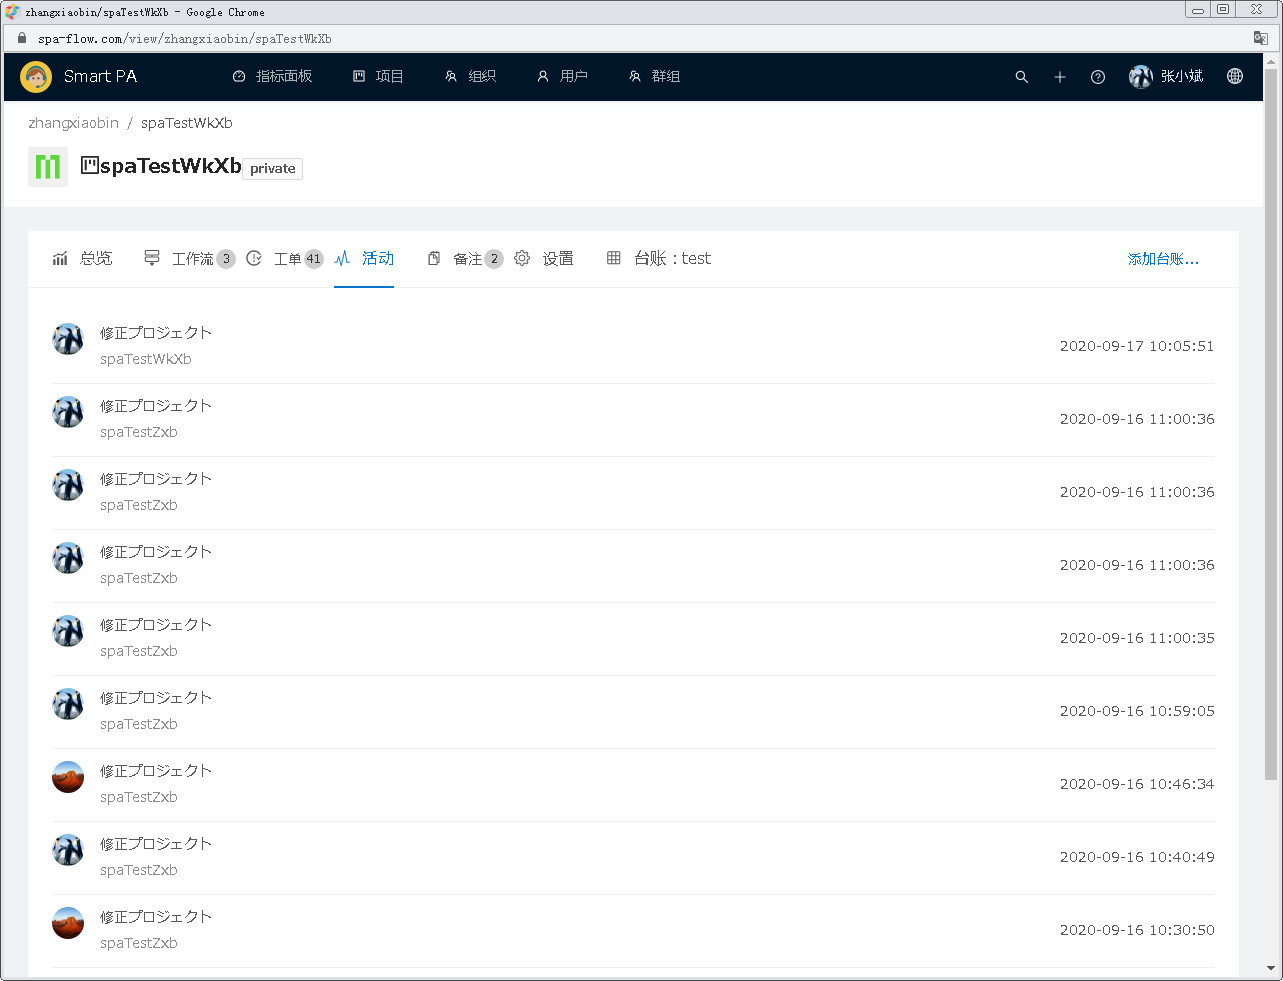 zhangxiaobin/spaTestWkXb - Google Chrome
spa-flow.com/view/zhangxiaobin/spaTestWkXb
Smart PA 指标面板 项目 组织 用户 群组 张小斌
zhangxiaobin / spaTestWkXb
spaTestWkXb private
总览 工作流 3 工单 41 活动 备注 2 设置 台账：test 添加台账...
修正プロジェクト
spaTestWkXb
2020-09-17 10:05:51
修正プロジェクト
spaTestZxb
2020-09-16 11:00:36
修正プロジェクト
spaTestZxb
2020-09-16 11:00:36
修正プロジェクト
spaTestZxb
2020-09-16 11:00:36
修正プロジェクト
spaTestZxb
2020-09-16 11:00:35
修正プロジェクト
spaTestZxb
2020-09-16 10:59:05
修正プロジェクト
spaTestZxb
2020-09-16 10:46:34
修正プロジェクト
spaTestZxb
2020-09-16 10:40:49
修正プロジェクト
spaTestZxb
2020-09-16 10:30:50